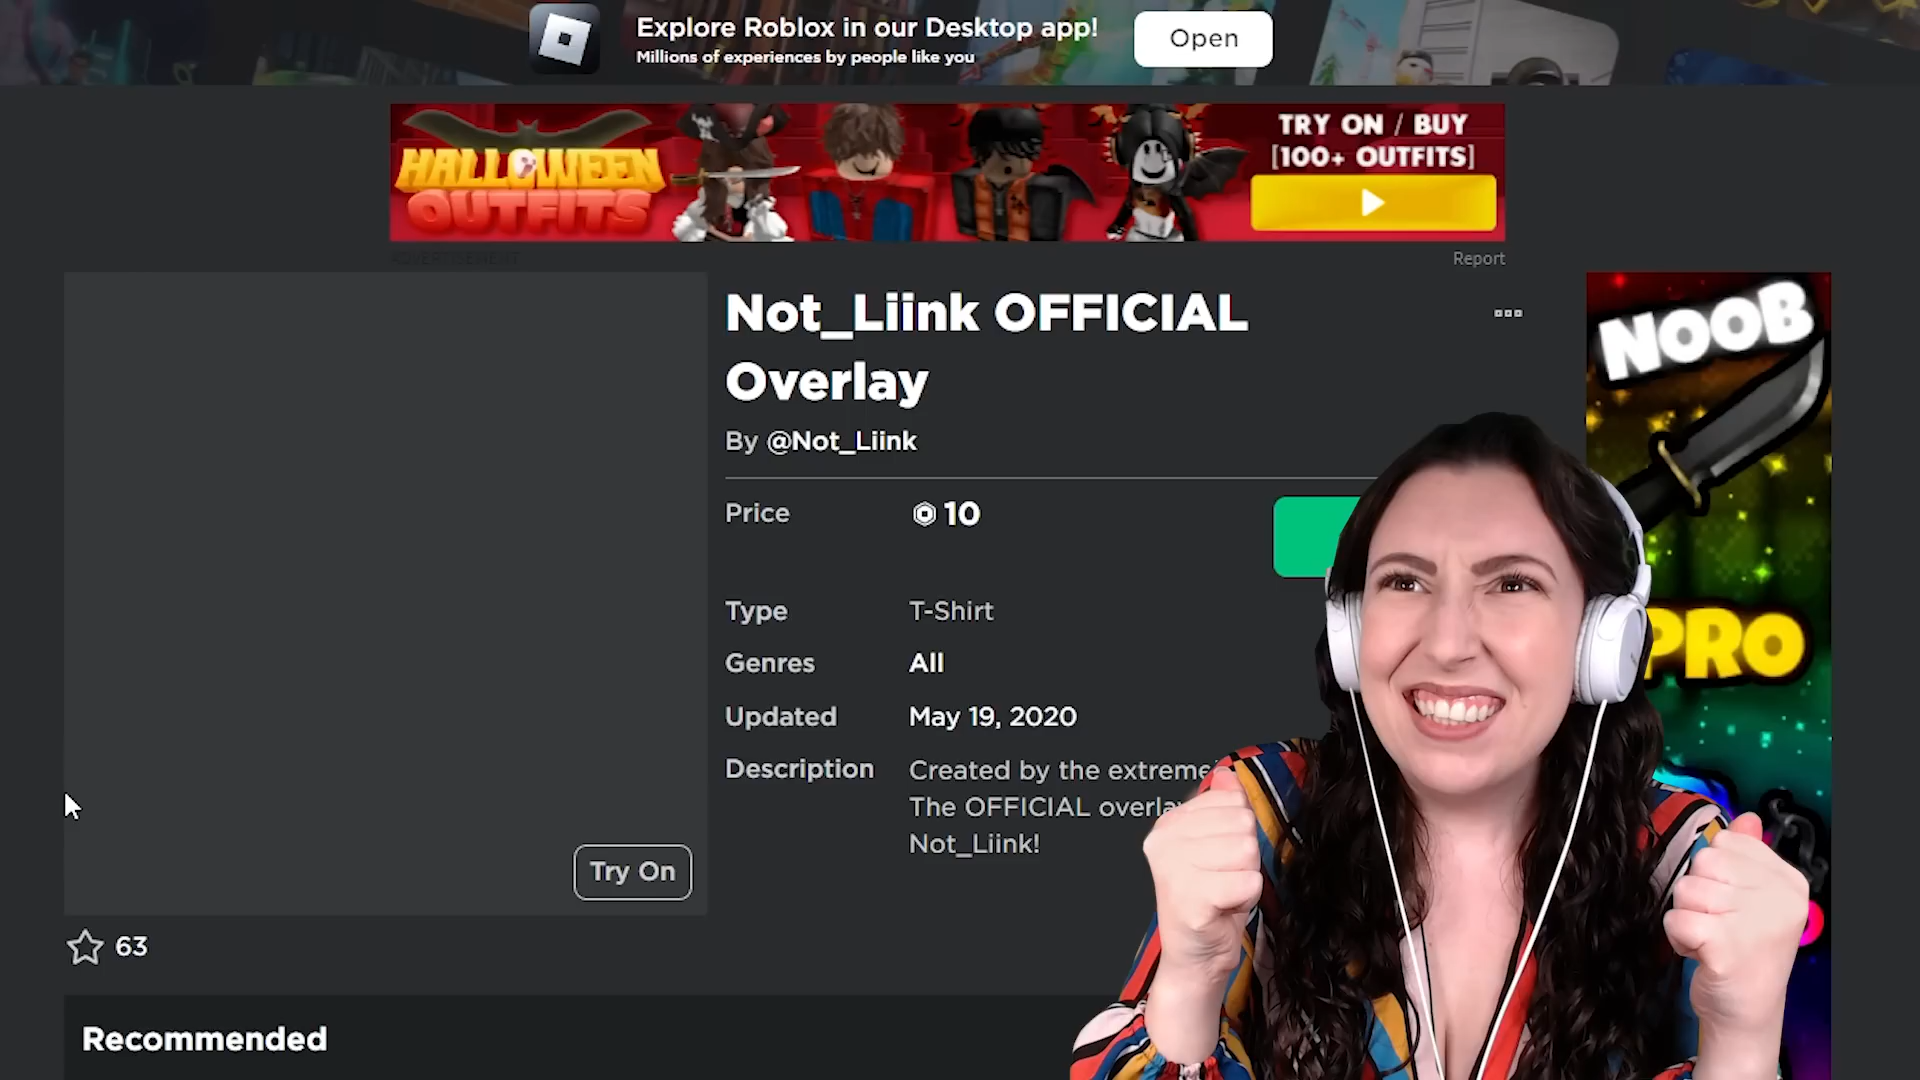 Explore Roblox in our Desktop app!
Millions of experiences by people like you
Open
HALLOWEEN
OUTFITS
TRY ON / BUY
[100+ OUTFITS]
ADVERTISEMENT
Report
Not_Liink OFFICIAL
Overlay
By @Not_Liink
Price
10
Type
T-Shirt
Genres
All
Updated
May 19, 2020
Description
Created by the
The OFFICIAL
Not_Liink!
Try On
63
Recommended
NOOB
PRO